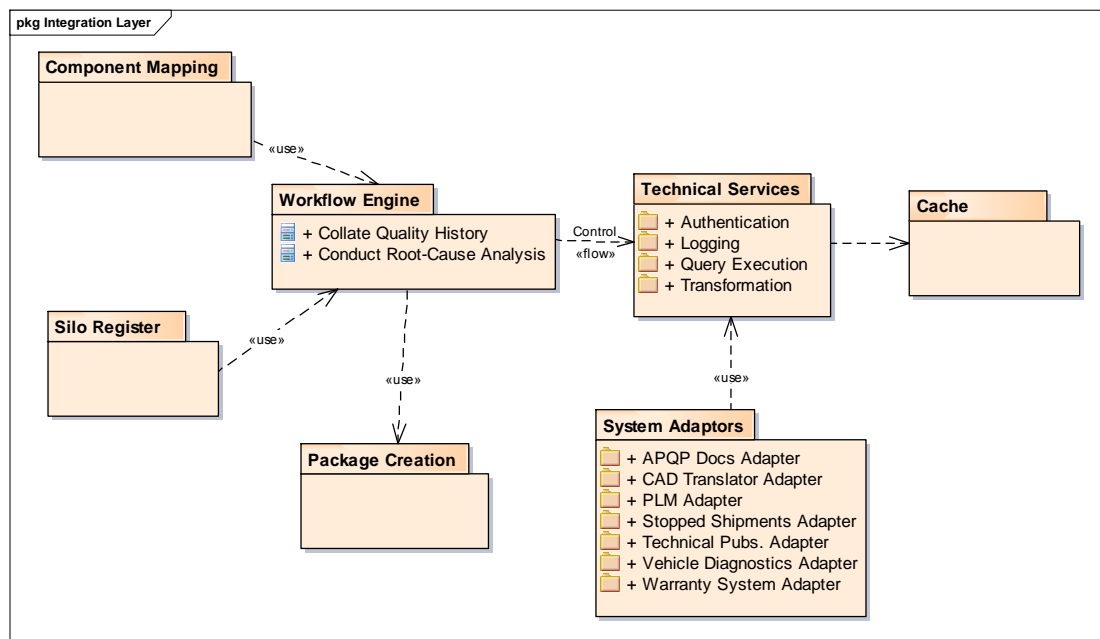 pkg Integration Layer
Component Mapping
«use»
Workflow Engine
+ Collate Quality History
+ Conduct Root-Cause Analysis
Control
«flow»
Technical Services
+ Authentication
+ Logging
+ Query Execution
+ Transformation
Cache
Silo Register
«use»
«use»
Package Creation
«use»
System Adaptors
+ APQP Docs Adapter
+ CAD Translator Adapter
+ PLM Adapter
+ Stopped Shipments Adapter
+ Technical Pubs. Adapter
+ Vehicle Diagnostics Adapter
+ Warranty System Adapter